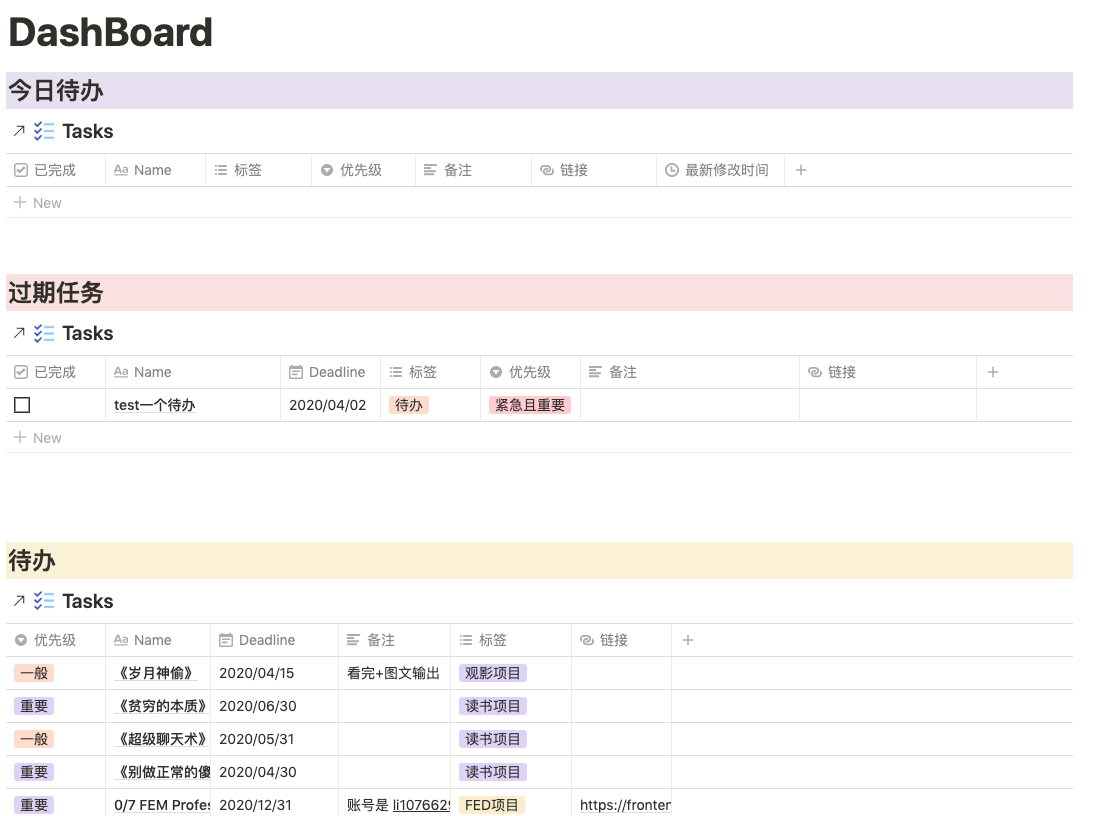 DashBoard
今日待办
Tasks
已完成 Aa Name 标签 优先级 备注 链接 最新修改时间 +
+ New
过期任务
Tasks
已完成 Aa Name Deadline 标签 优先级 备注 链接 +
test一个待办 2020/04/02 待办 紧急且重要
+ New
待办
Tasks
优先级 Aa Name Deadline 备注 标签 链接 +
一般 《岁月神偷》 2020/04/15 看完+图文输出 观影项目
重要 《贫穷的本质》 2020/06/30 读书项目
一般 《超级聊天术》 2020/05/31 读书项目
重要 《别做正常的傻 2020/04/30 读书项目
重要 0/7 FEM Profes 2020/12/31 账号是 li1076629 FED项目 https://fronten